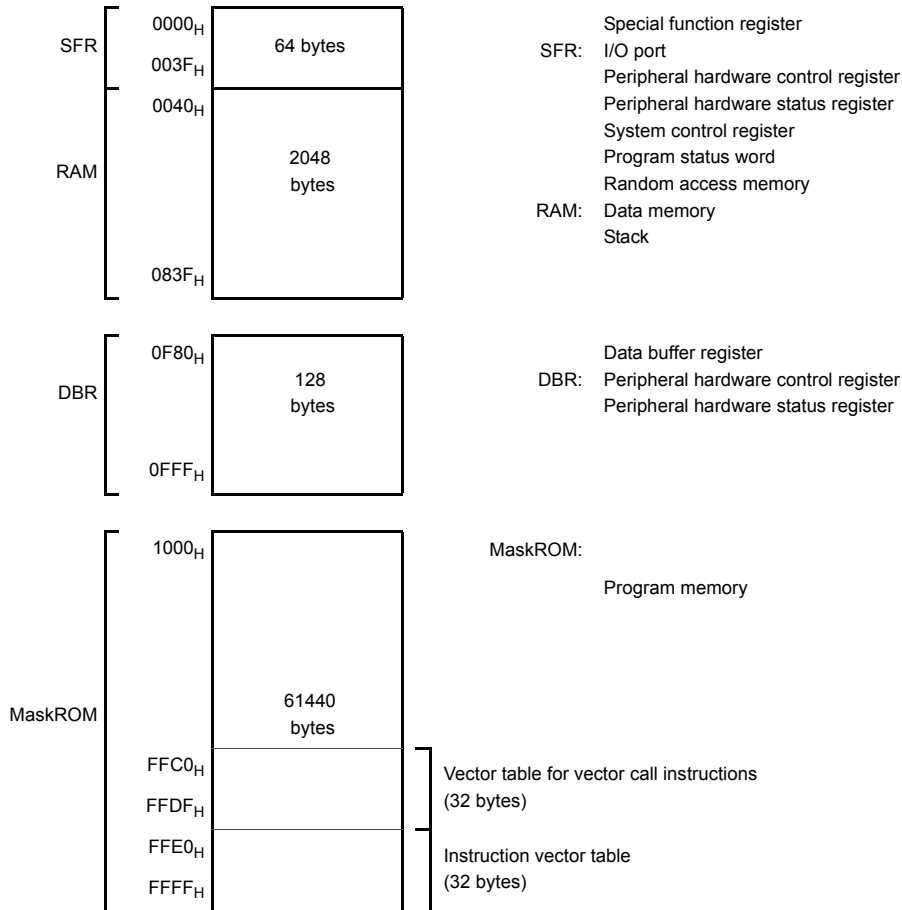 SFR
0000H
003FH
64 bytes
RAM
0040H
083FH
2048
bytes
Special function register
SFR: I/O port
Peripheral hardware control register
Peripheral hardware status register
System control register
Program status word
Random access memory
RAM: Data memory
Stack
DBR
0F80H
0FFFH
128
bytes
Data buffer register
DBR: Peripheral hardware control register
Peripheral hardware status register
MaskROM
1000H
61440
bytes
MaskROM:
Program memory
FFC0H
FFDFH
Vector table for vector call instructions
(32 bytes)
FFE0H
FFFFH
Instruction vector table
(32 bytes)